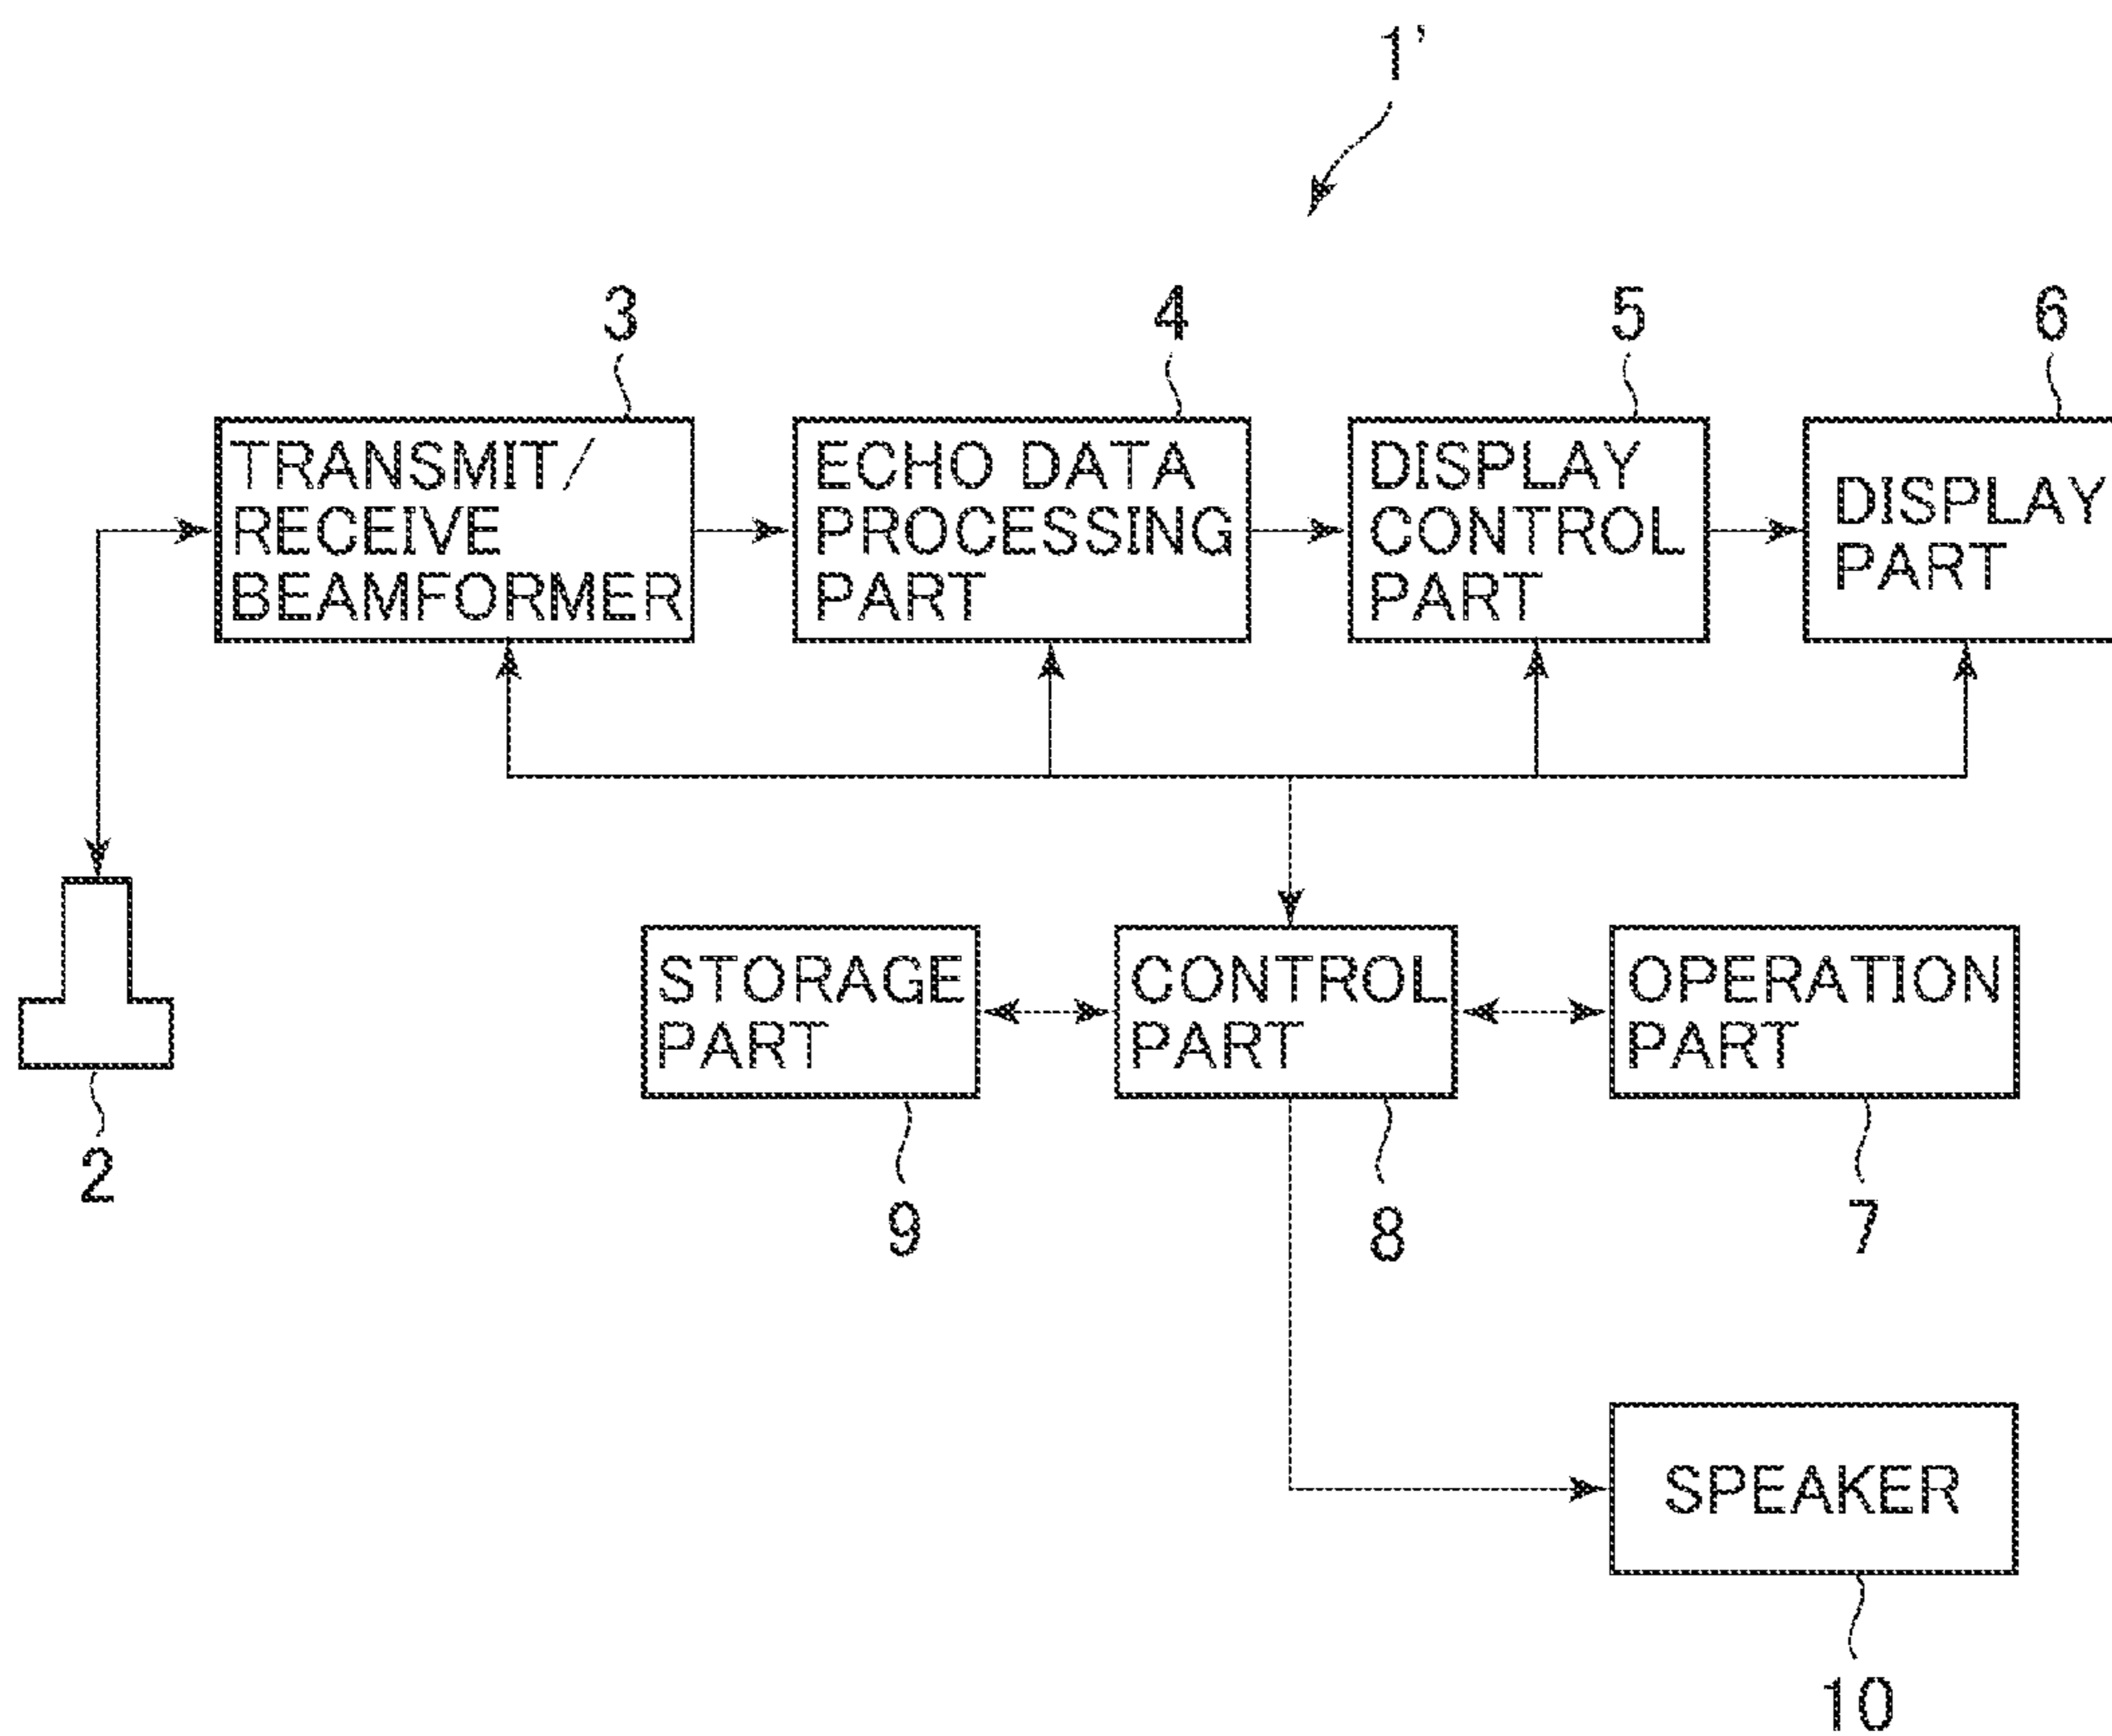 1'
3
4
5
6
TRANSMIT/
RECEIVE
BEAMFORMER
ECHO DATA
PROCESSING
PART
DISPLAY
CONTROL
PART
DISPLAY
PART
STORAGE
PART
CONTROL
PART
OPERATION
PART
2
9
8
7
SPEAKER
10